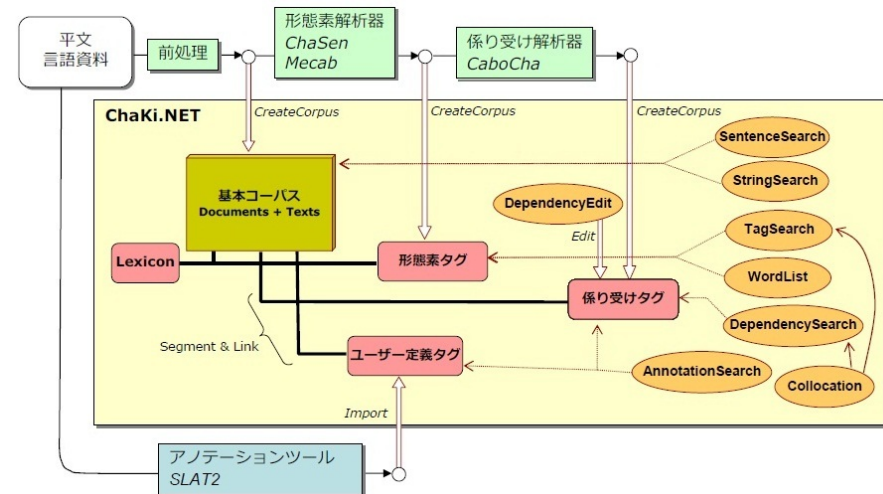 平文
言語資料
前処理
形態素解析器
ChaSen
Mecab
係り受け解析器
CaboCha
ChaKi.NET
CreateCorpus
CreateCorpus
CreateCorpus
SentenceSearch
StringSearch
基本コーパス
Documents + Texts
DependencyEdit
Edit
TagSearch
Lexicon
形態素タグ
WordList
係り受けタグ
DependencySearch
Segment & Link
ユーザー定義タグ
AnnotationSearch
Collocation
Import
アノテーションツール
SLAT2